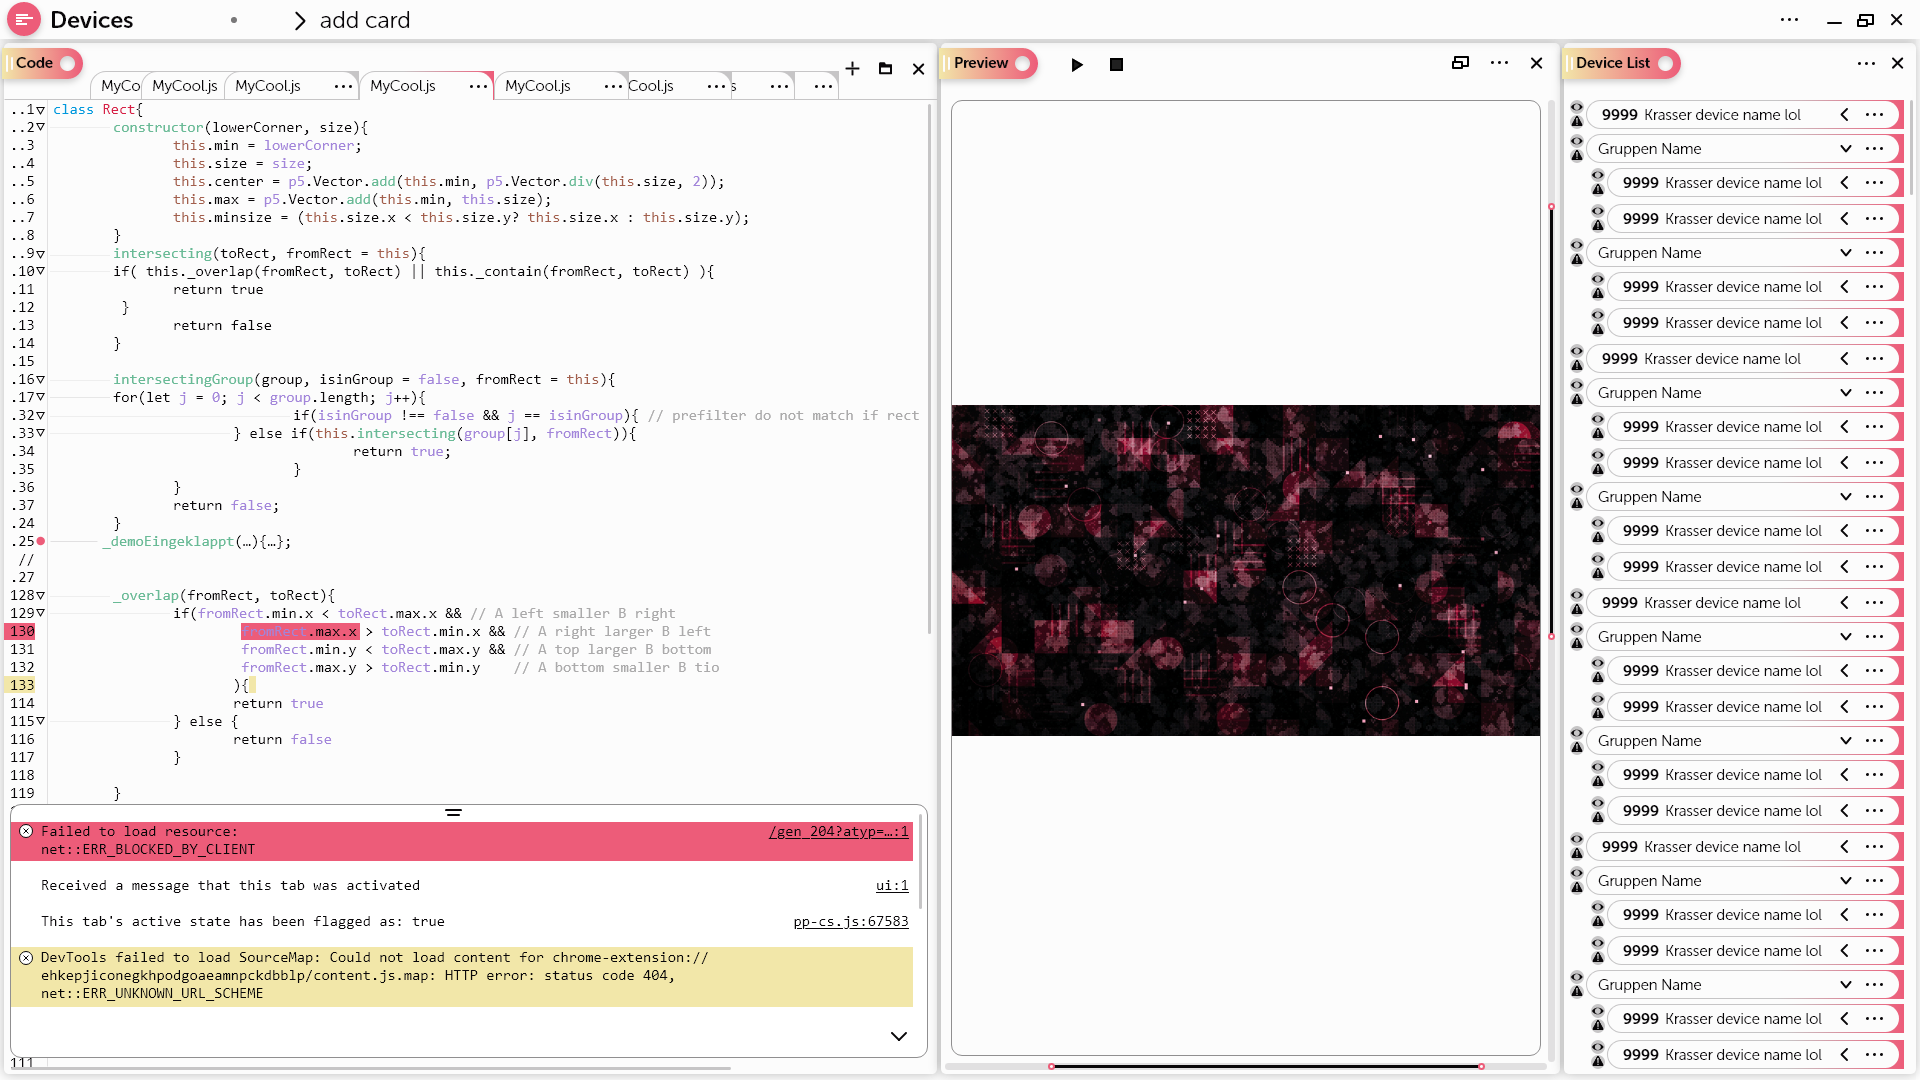 Devices
add card
Code
MyCo
MyCool.js
MyCool.js
MyCool.js
MyCool.js
Cool.js
s
..1 class Rect{
..2 constructor(lowerCorner, size){
..3 this.min = lowerCorner;
..4 this.size = size;
..5 this.center = p5.Vector.add(this.min, p5.Vector.div(this.size, 2));
..6 this.max = p5.Vector.add(this.min, this.size);
..7 this.minsize = (this.size.x < this.size.y? this.size.x : this.size.y);
..8 }
..9 intersecting(toRect, fromRect = this){
.10 if( this._overlap(fromRect, toRect) || this._contain(fromRect, toRect) ){
.11 return true
.12 }
.13 return false
.14 }
.15
.16 intersectingGroup(group, isinGroup = false, fromRect = this){
.17 for(let j = 0; j < group.length; j++){
.32 if(isinGroup !== false && j == isinGroup){ // prefilter do not match if rect
.33 } else if(this.intersecting(group[j], fromRect)){
.34 return true;
.35 }
.36 }
.37 return false;
.24 }
.25 _demoEingeklappt(…){…};
//
.27
128 _overlap(fromRect, toRect){
129 if(fromRect.min.x < toRect.max.x && // A left smaller B right
130 fromRect.max.x > toRect.min.x && // A right larger B left
131 fromRect.min.y < toRect.max.y && // A top larger B bottom
132 fromRect.max.y > toRect.min.y // A bottom smaller B tio
133 ){
114 return true
115 } else {
116 return false
117 }
118
119 }
Failed to load resource: /gen_204?atyp=…:1
net::ERR_BLOCKED_BY_CLIENT
Received a message that this tab was activated ui:1
This tab's active state has been flagged as: true pp-cs.js:67583
DevTools failed to load SourceMap: Could not load content for chrome-extension://
ehkepjiconegkhpodgoaeamnpckdbblp/content.js.map: HTTP error: status code 404,
net::ERR_UNKNOWN_URL_SCHEME
111
Preview
Device List
9999 Krasser device name lol
Gruppen Name
9999 Krasser device name lol
9999 Krasser device name lol
Gruppen Name
9999 Krasser device name lol
9999 Krasser device name lol
9999 Krasser device name lol
Gruppen Name
9999 Krasser device name lol
9999 Krasser device name lol
Gruppen Name
9999 Krasser device name lol
9999 Krasser device name lol
9999 Krasser device name lol
Gruppen Name
9999 Krasser device name lol
9999 Krasser device name lol
Gruppen Name
9999 Krasser device name lol
9999 Krasser device name lol
9999 Krasser device name lol
Gruppen Name
9999 Krasser device name lol
9999 Krasser device name lol
Gruppen Name
9999 Krasser device name lol
9999 Krasser device name lol